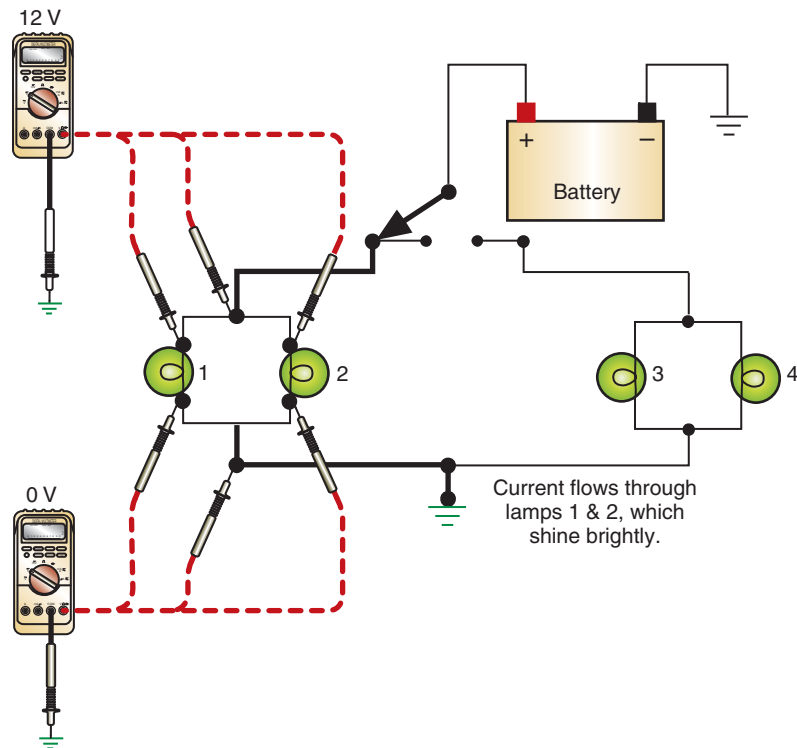 12 V
+
−
Battery
1
2
3
4
0 V
Current flows through
lamps 1 & 2, which
shine brightly.